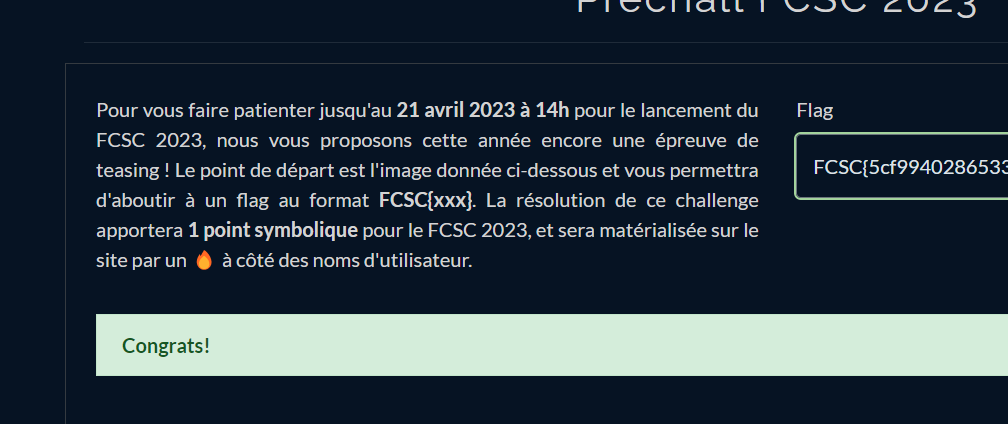 Prechall FCSC 2023
Pour vous faire patienter jusqu'au 21 avril 2023 à 14h pour le lancement du
FCSC 2023, nous vous proposons cette année encore une épreuve de
teasing ! Le point de départ est l'image donnée ci-dessous et vous permettra
d'aboutir à un flag au format FCSC{xxx}. La résolution de ce challenge
apportera 1 point symbolique pour le FCSC 2023, et sera matérialisée sur le
site par un 🔥 à côté des noms d'utilisateur.
Flag
FCSC{5cf9940286533
Congrats!